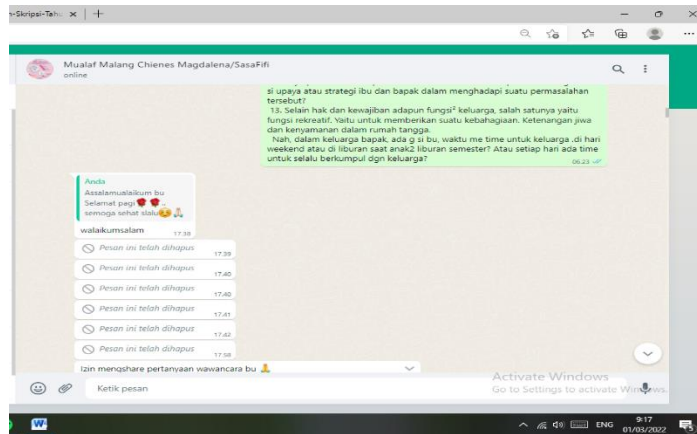 n-Skripsi-Tahu
Mualaf Malang Chienes Magdalena/SasaFifi
online
si upaya atau strategi ibu dan bapak dalam menghadapi suatu permasalahan
tersebut?
13. Selain hak dan kewajiban adapun fungsi² keluarga, salah satunya yaitu
fungsi rekreatif. Yaitu untuk memberikan suatu kebahagiaan. Ketenangan jiwa
dan kenyamanan dalam rumah tangga.
Nah, dalam keluarga bapak, ada g si bu, waktu me time untuk keluarga .di hari
weekend atau di liburan saat anak2 liburan semester? Atau setiap hari ada time
untuk selalu berkumpul dgn keluarga?
06.23
Anda
Assalamualaikum bu
Selamat pagi🌹🌹..
semoga sehat slalu☺️🙏
walaikumsalam
17.38
Pesan ini telah dihapus
17.39
Pesan ini telah dihapus
17.40
Pesan ini telah dihapus
17.40
Pesan ini telah dihapus
17.41
Pesan ini telah dihapus
17.42
Pesan ini telah dihapus
17.58
Izin mengshare pertanyaan wawancara bu 🙏
Ketik pesan
Activate Windows
Go to Settings to activate Windows.
ENG
9:17
01/03/2022